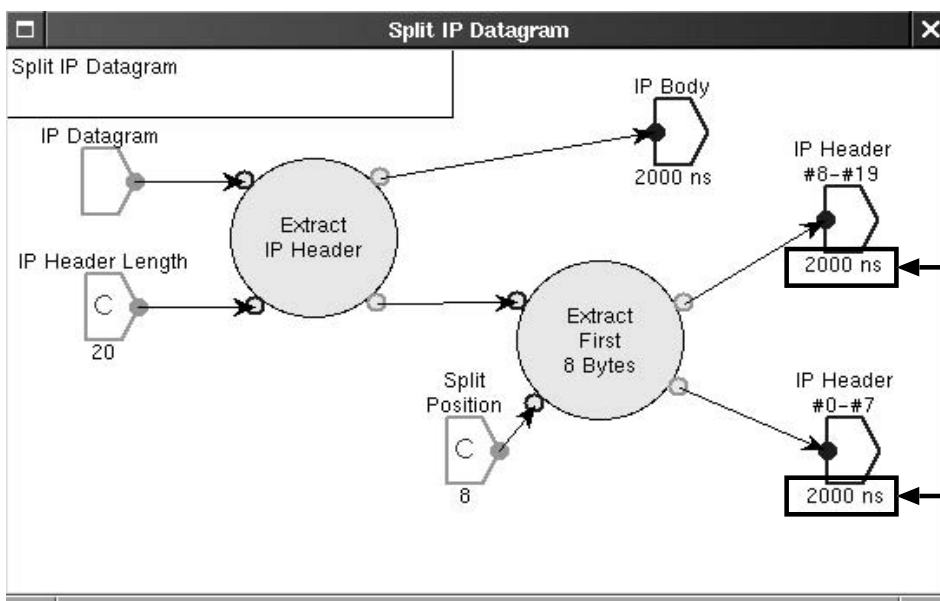 Split IP Datagram
Split IP Datagram
IP Body
2000 ns
IP Datagram
IP Header
#8-#19
2000 ns
Extract
IP Header
IP Header Length
C
20
Extract
First
8 Bytes
Split
Position
C
8
IP Header
#0-#7
2000 ns